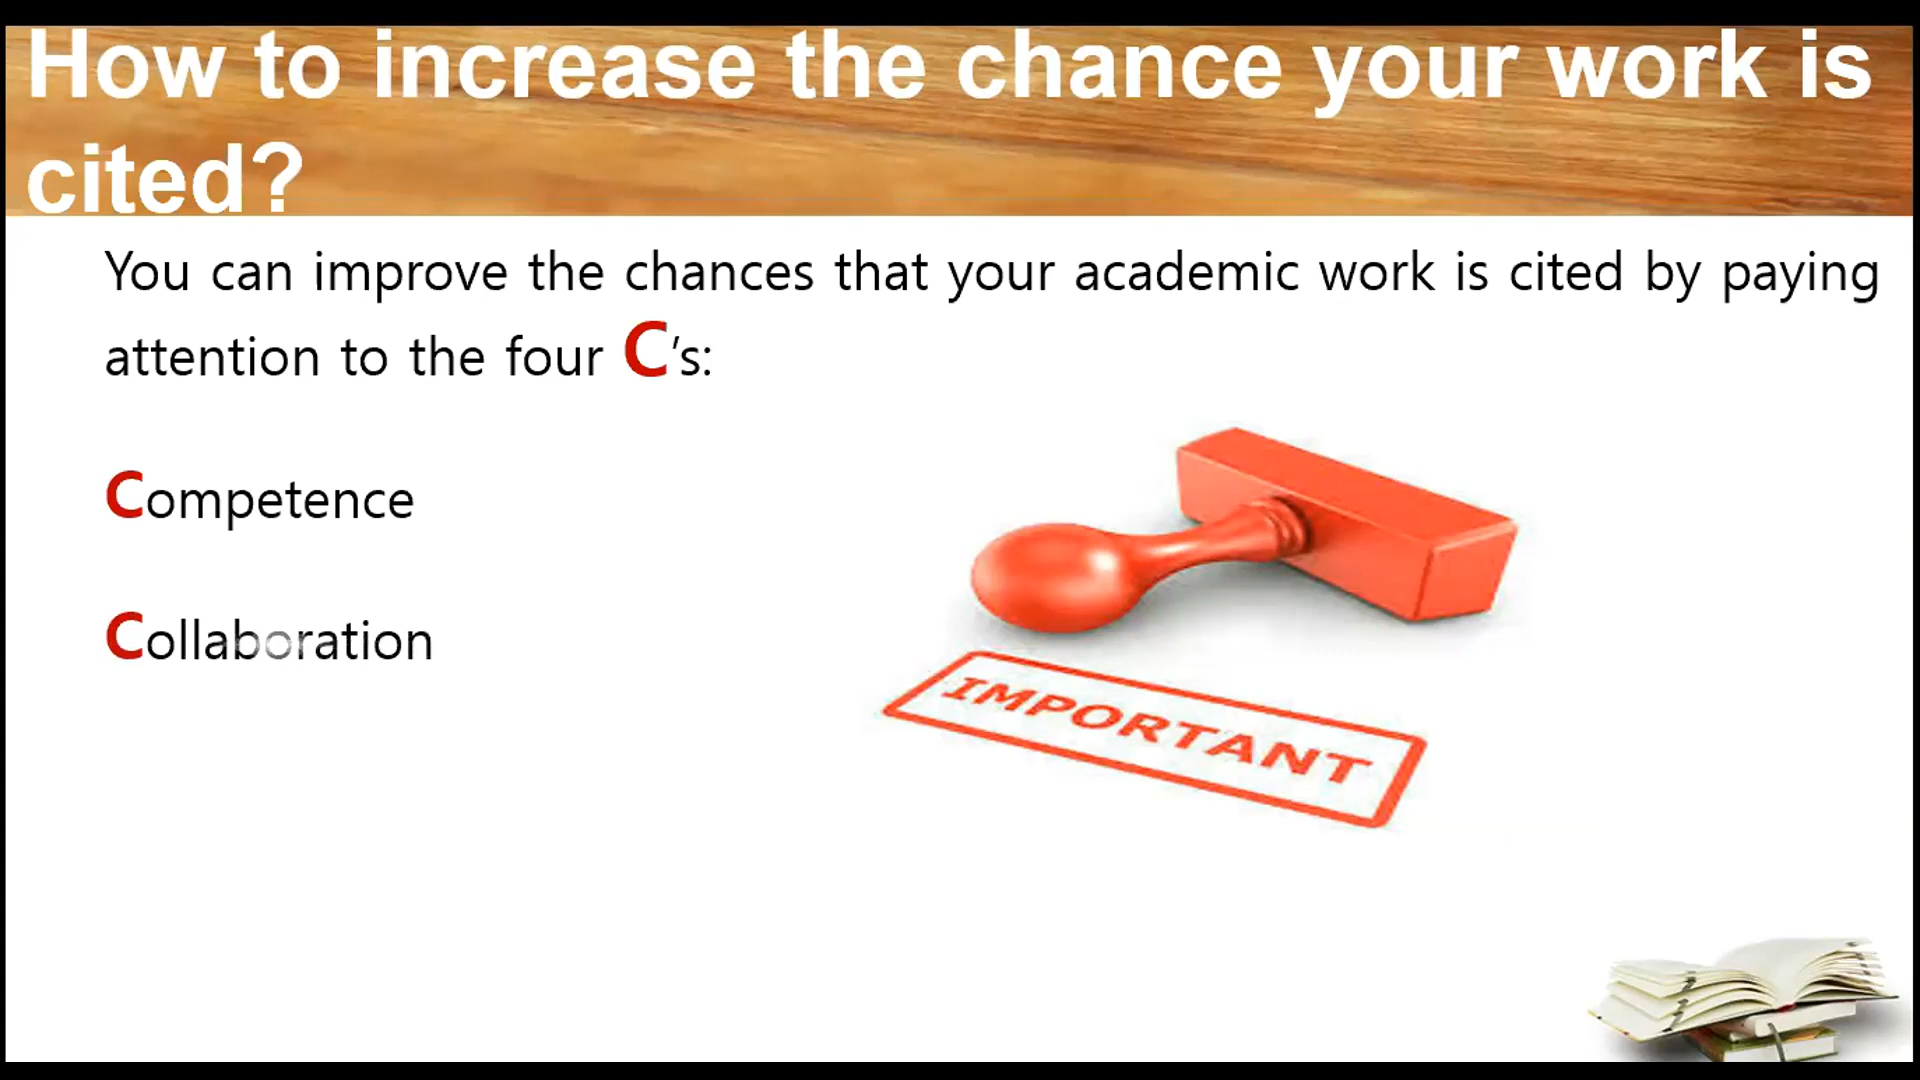 How to increase the chance your work is
cited?
You can improve the chances that your academic work is cited by paying
attention to the four C's:
Competence
Collaboration
IMPORTANT